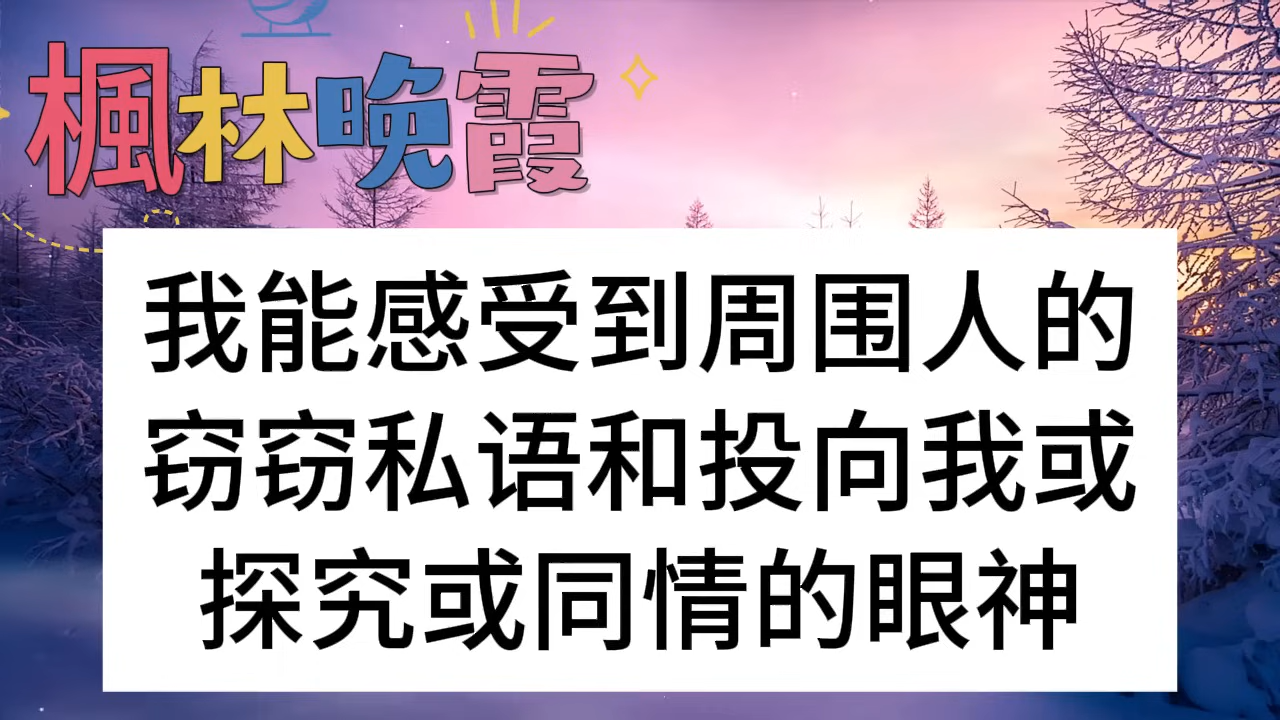 楓林晚霞
我能感受到周围人的
窃窃私语和投向我或
探究或同情的眼神